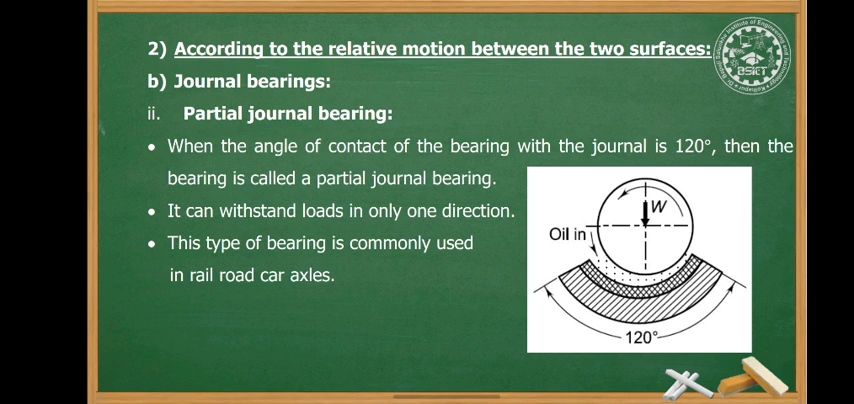 2) According to the relative motion between the two surfaces:
b) Journal bearings:
ii. Partial journal bearing:
• When the angle of contact of the bearing with the journal is 120°, then the
bearing is called a partial journal bearing.
• It can withstand loads in only one direction.
• This type of bearing is commonly used
in rail road car axles.
W
Oil in
120°
BSIET